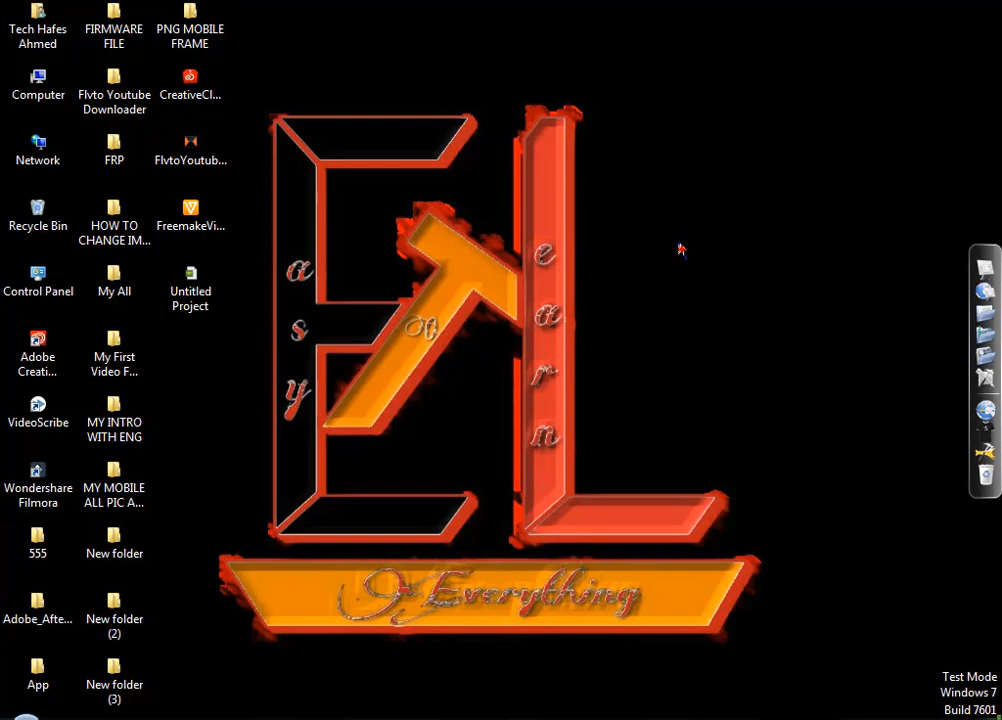 Tech Hafes
Ahmed
FIRMWARE
FILE
PNG MOBILE
FRAME
Computer
Flvto Youtube
Downloader
CreativeCl...
Network
FRP
FlvtoYoutub...
Recycle Bin
HOW TO
CHANGE IM...
FreemakeVi...
Control Panel
My All
Untitled
Project
Adobe
Creati...
My First
Video F...
VideoScribe
MY INTRO
WITH ENG
Wondershare
Filmora
MY MOBILE
ALL PIC A...
555
New folder
Adobe_Afte...
New folder
(2)
App
New folder
(3)
asy
earn
Everything
Test Mode
Windows 7
Build 7601